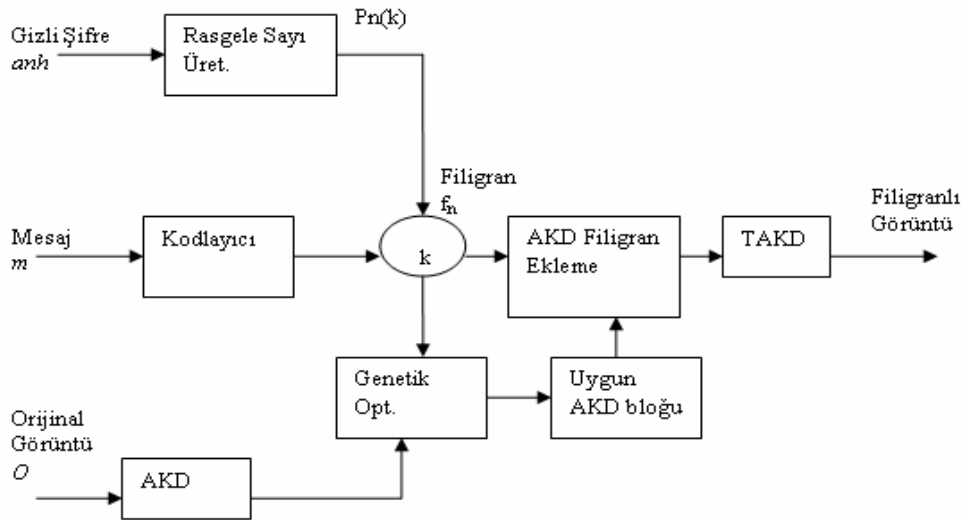 Pn(k)
Gizli Şifre
anh
Rasgele Sayı
Üret.
Filigran
fn
Filigranlı
Görüntü
Mesaj
m
Kodlayıcı
k
AKD Filigran
Ekleme
TAKD
Genetik
Opt.
Uygun
AKD bloğu
Orijinal
Görüntü
O
AKD